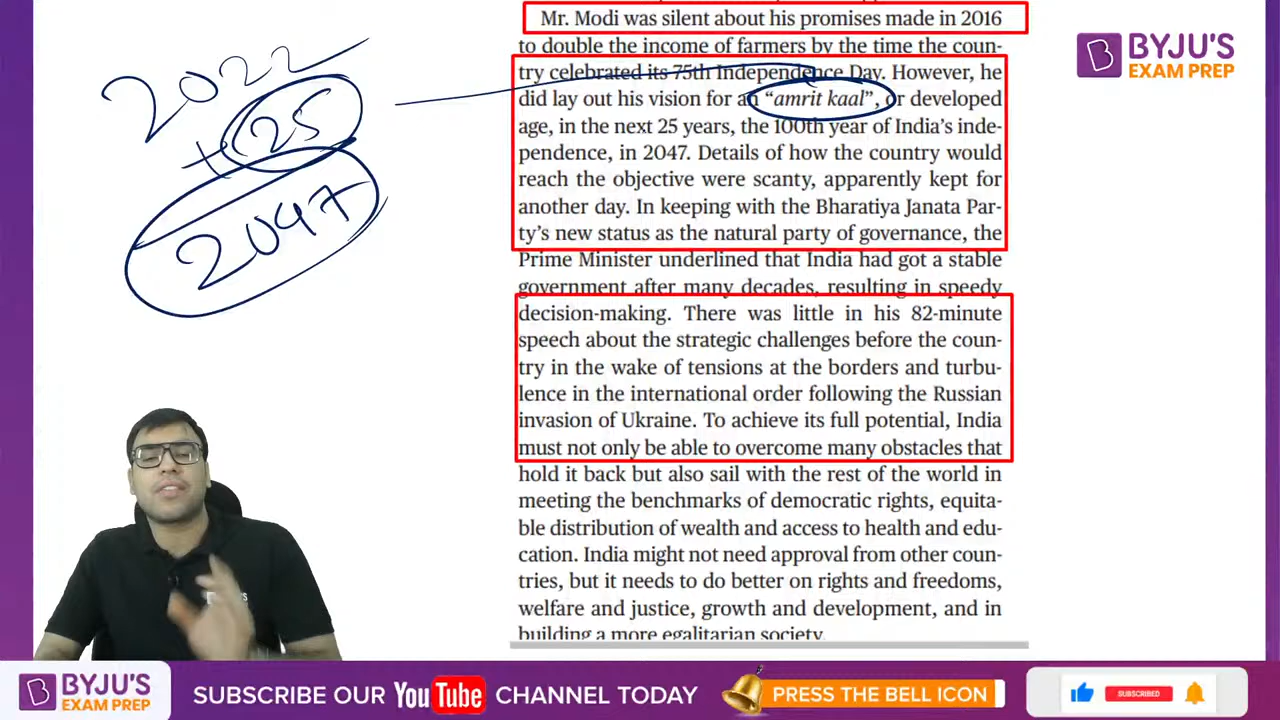 Mr. Modi was silent about his promises made in 2016
to double the income of farmers by the time the coun-
try celebrated its 75th Independence Day. However, he
did lay out his vision for an “amrit kaal”, or developed
age, in the next 25 years, the 100th year of India’s inde-
pendence, in 2047. Details of how the country would
reach the objective were scanty, apparently kept for
another day. In keeping with the Bharatiya Janata Par-
ty’s new status as the natural party of governance, the
Prime Minister underlined that India had got a stable
government after many decades, resulting in speedy
decision-making. There was little in his 82-minute
speech about the strategic challenges before the coun-
try in the wake of tensions at the borders and turbu-
lence in the international order following the Russian
invasion of Ukraine. To achieve its full potential, India
must not only be able to overcome many obstacles that
hold it back but also sail with the rest of the world in
meeting the benchmarks of democratic rights, equita-
ble distribution of wealth and access to health and edu-
cation. India might not need approval from other coun-
tries, but it needs to do better on rights and freedoms,
welfare and justice, growth and development, and in
building a more egalitarian society.
2022
+ 25
2047
BYJU'S
EXAM PREP
BYJU'S
EXAM PREP
SUBSCRIBE OUR YouTube CHANNEL TODAY
PRESS THE BELL ICON
SUBSCRIBED